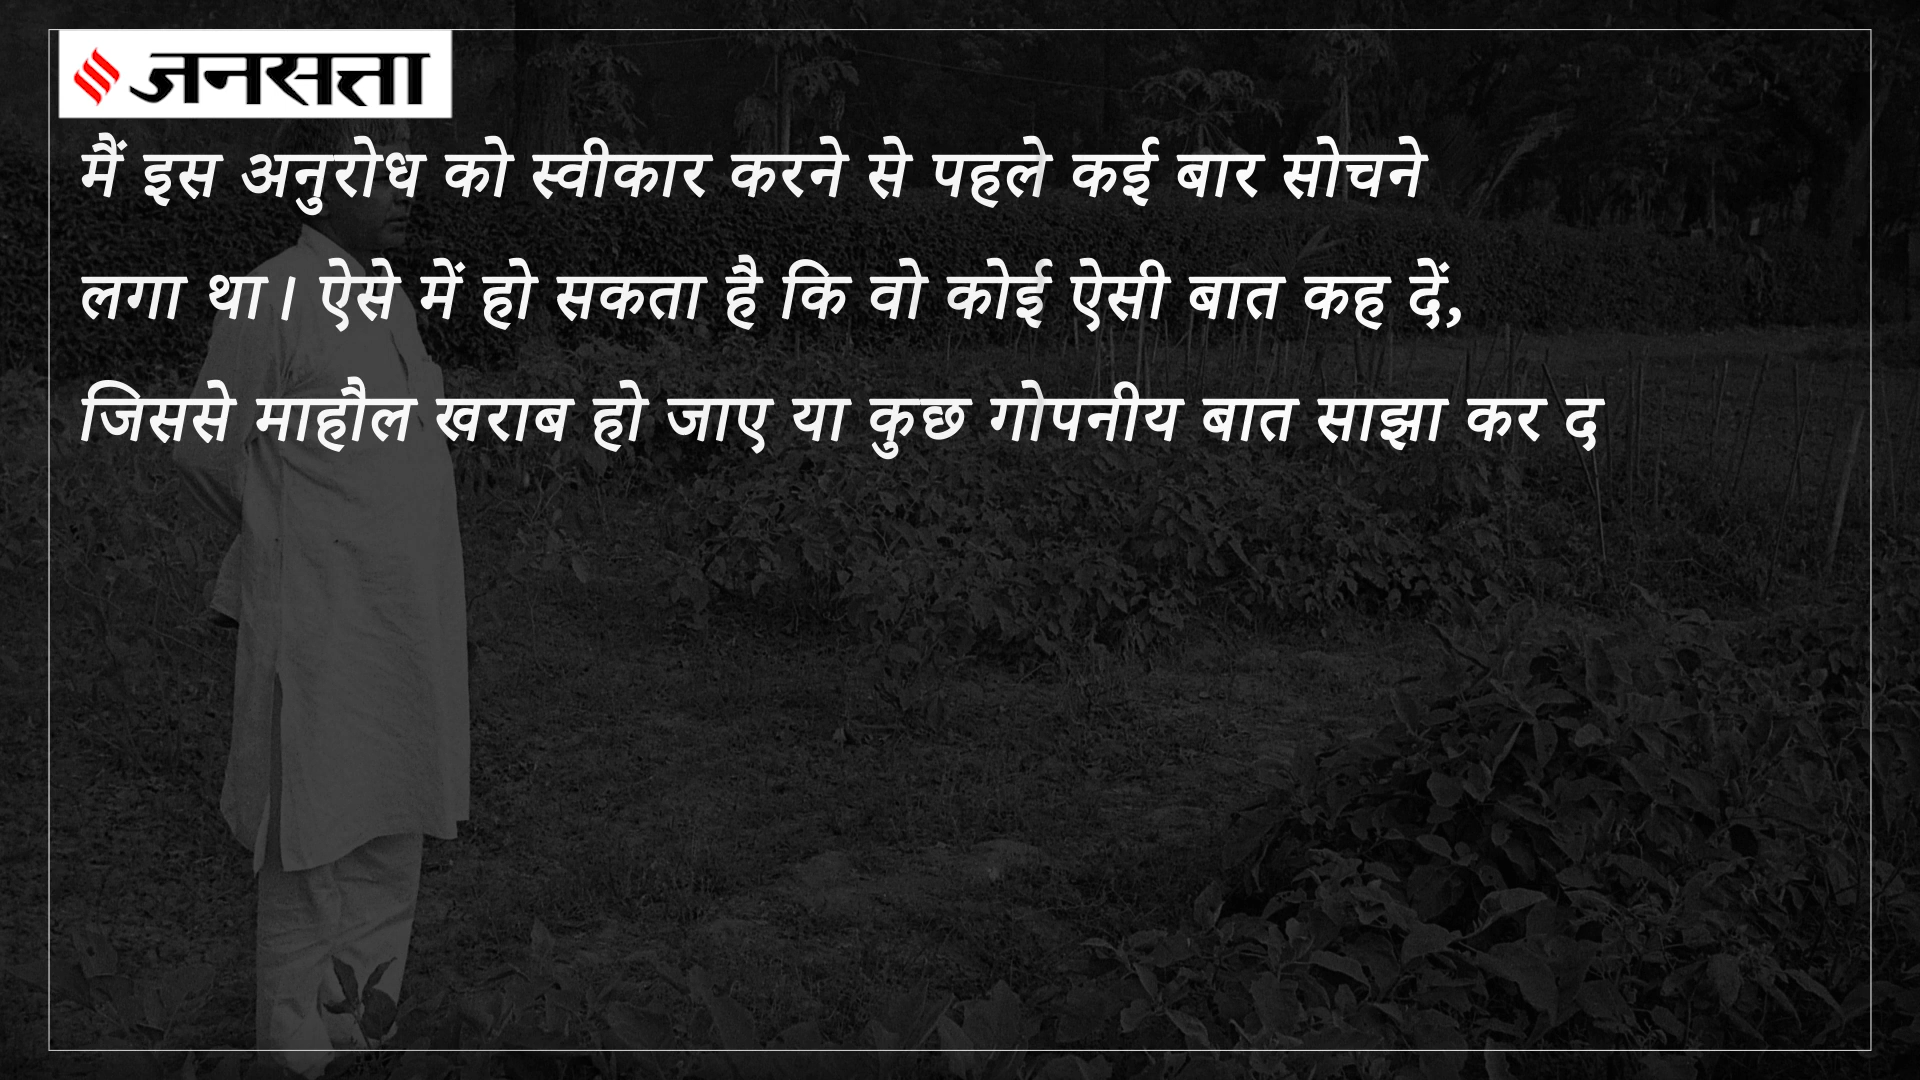 जनसत्ता
मैं इस अनुरोध को स्वीकार करने से पहले कई बार सोचने
लगा था। ऐसे में हो सकता है कि वो कोई ऐसी बात कह दें,
जिससे माहौल खराब हो जाए या कुछ गोपनीय बात साझा कर द